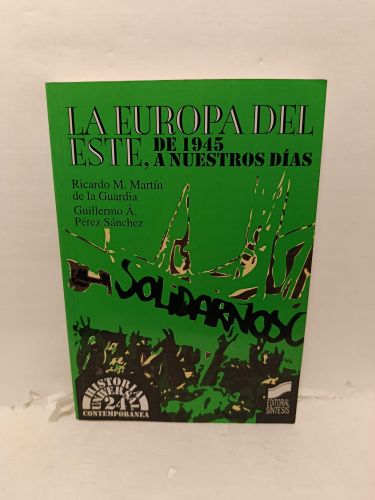 LA EUROPA DEL
ESTE, DE 1945
A NUESTROS DÍAS
Ricardo M. Martín
de la Guardia
Guillermo Á.
Pérez Sánchez
SOLIDARNOSC
HISTORIA
UNIVERSAL
24
CONTEMPORÁNEA
EDITORIAL
SINTESIS